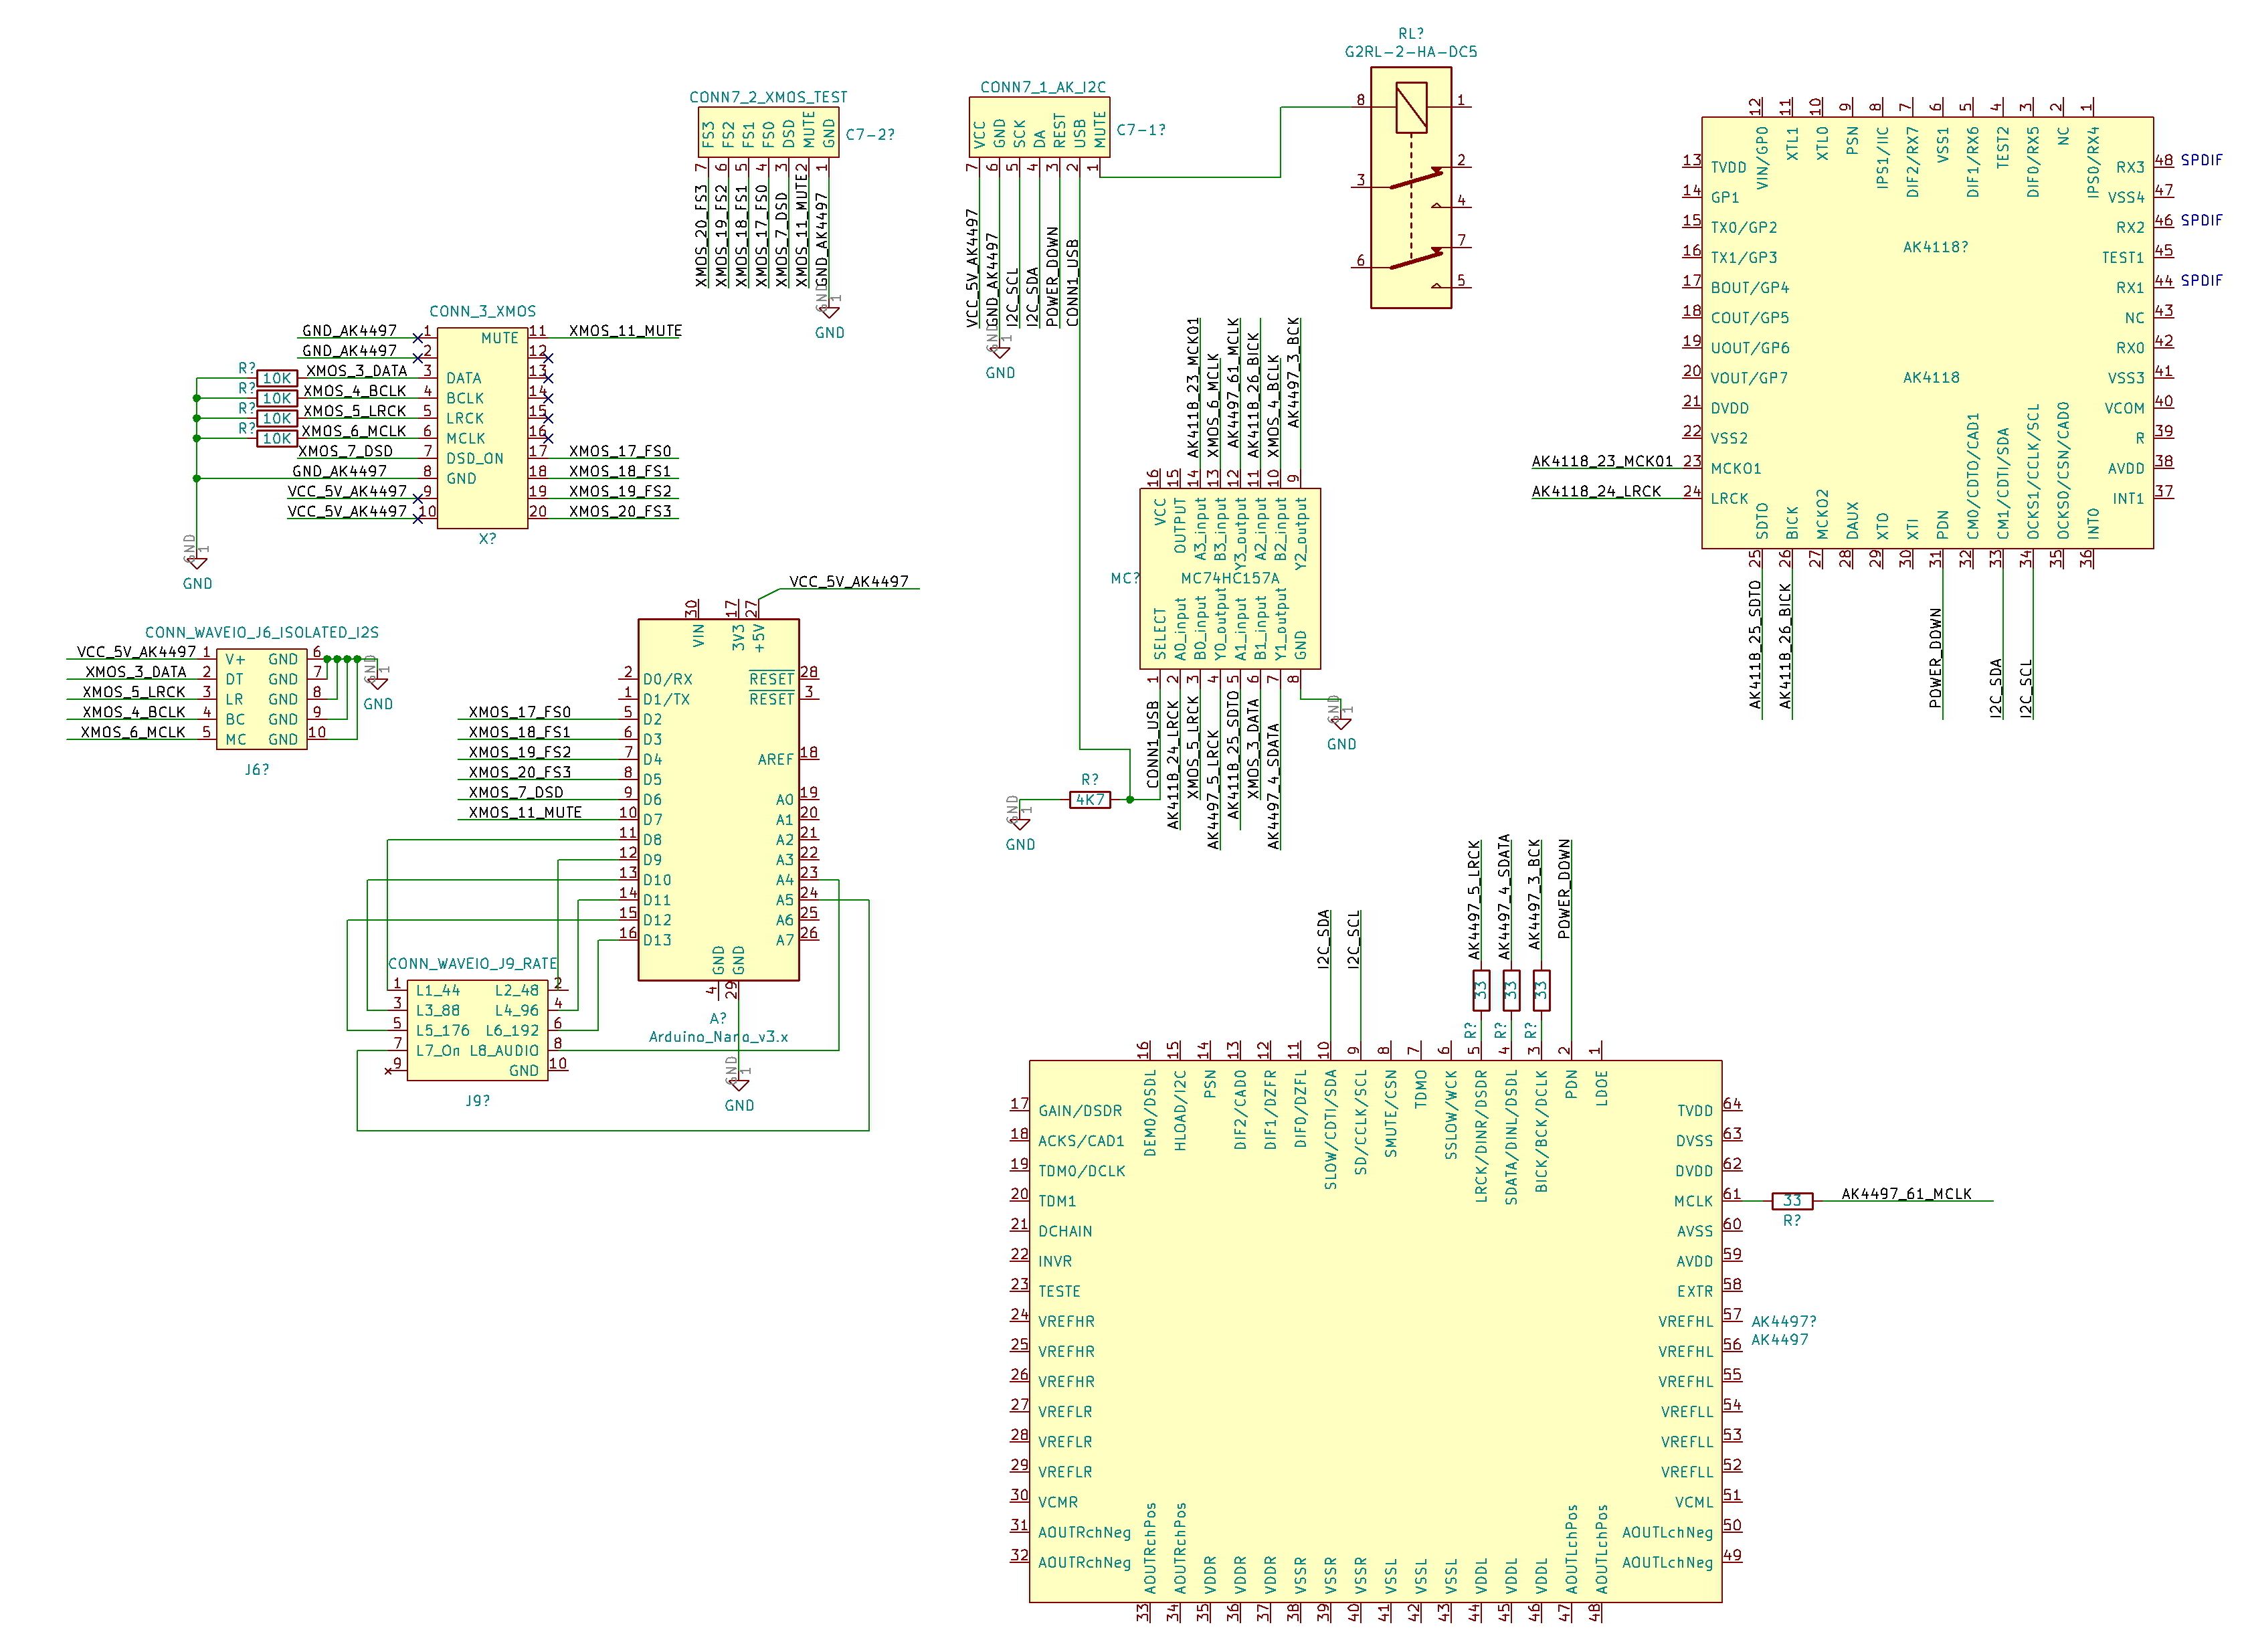 RL?
G2RL-2-HA-DC5
8
1
2
3
4
7
6
5
CONN7_2_XMOS_TEST
FS3
FS2
FS1
FS0
DSD
MUTE
GND
C7-2?
7
6
5
4
3
2
1
XMOS_20_FS3
XMOS_19_FS2
XMOS_18_FS1
XMOS_17_FS0
XMOS_7_DSD
XMOS_11_MUTE
GND_AK4497
GND
1
GND
CONN7_1_AK_I2C
VCC
GND
SCK
DA
REST
USB
MUTE
C7-1?
7
6
5
4
3
2
1
VCC_5V_AK4497
GND_AK4497
I2C_SCL
I2C_SDA
POWER_DOWN
CONN1_USB
GND
1
GND
12
11
10
9
8
7
6
5
4
3
2
1
VIN/GP0
XTL1
XTL0
PSN
IPS1/IIC
DIF2/RX7
VSS1
DIF1/RX6
TEST2
DIF0/RX5
NC
IPS0/RX4
13 TVDD
14 GP1
15 TX0/GP2
16 TX1/GP3
17 BOUT/GP4
18 COUT/GP5
19 UOUT/GP6
20 VOUT/GP7
21 DVDD
22 VSS2
AK4118_23_MCKO1 23 MCKO1
AK4118_24_LRCK 24 LRCK
AK4118?
AK4118
RX3 48 SPDIF
VSS4 47
RX2 46 SPDIF
TEST1 45
RX1 44 SPDIF
NC 43
RX0 42
VSS3 41
VCOM 40
R 39
AVDD 38
INT1 37
SDTO
BICK
MCKO2
DAUX
XTO
XTI
PDN
CM0/CDTO/CAD1
CM1/CDTI/SDA
OCKS1/CCLK/SCL
OCKS0/CSN/CAD0
INT0
25
26
27
28
29
30
31
32
33
34
35
36
AK4118_25_SDTO
AK4118_26_BICK
POWER_DOWN
I2C_SDA
I2C_SCL
CONN_3_XMOS
GND_AK4497 1 MUTE 11 XMOS_11_MUTE
GND_AK4497 2 12
R? 10K XMOS_3_DATA 3 DATA 13
R? 10K XMOS_4_BCLK 4 BCLK 14
R? 10K XMOS_5_LRCK 5 LRCK 15
R? 10K XMOS_6_MCLK 6 MCLK 16
XMOS_7_DSD 7 DSD_ON 17 XMOS_17_FS0
GND_AK4497 8 GND 18 XMOS_18_FS1
VCC_5V_AK4497 9 19 XMOS_19_FS2
VCC_5V_AK4497 10 20 XMOS_20_FS3
X?
GND
1
GND
AK4118_23_MCKO1
XMOS_6_MCLK
AK4497_61_MCLK
AK4118_26_BICK
XMOS_4_BCLK
AK4497_3_BCK
16
15
14
13
12
11
10
9
VCC
OUTPUT
A3_input
B3_input
Y3_output
A2_input
B2_input
Y2_output
MC?
MC74HC157A
SELECT
A0_input
B0_input
Y0_output
A1_input
B1_input
Y1_output
GND
1
2
3
4
5
6
7
8
CONN1_USB
AK4118_24_LRCK
XMOS_5_LRCK
AK4497_5_LRCK
AK4118_25_SDTO
XMOS_3_DATA
AK4497_4_SDATA
GND
1
GND
R?
4K7
GND
1
GND
CONN_WAVEIO_J6_ISOLATED_I2S
VCC_5V_AK4497 1 V+ GND 6
XMOS_3_DATA 2 DT GND 7
XMOS_5_LRCK 3 LR GND 8
XMOS_4_BCLK 4 BC GND 9
XMOS_6_MCLK 5 MC GND 10
J6?
GND
1
GND
VCC_5V_AK4497
30
17
27
VIN
3V3
+5V
2 D0/RX RESET 28
1 D1/TX RESET 3
XMOS_17_FS0 5 D2
XMOS_18_FS1 6 D3
XMOS_19_FS2 7 D4 AREF 18
XMOS_20_FS3 8 D5
XMOS_7_DSD 9 D6 A0 19
XMOS_11_MUTE 10 D7 A1 20
11 D8 A2 21
12 D9 A3 22
13 D10 A4 23
14 D11 A5 24
15 D12 A6 25
16 D13 A7 26
GND
GND
4
29
A?
Arduino_Nano_v3.x
GND
1
GND
CONN_WAVEIO_J9_RATE
1 L1_44 L2_48 2
3 L3_88 L4_96 4
5 L5_176 L6_192 6
7 L7_On L8_AUDIO 8
9 GND 10
J9?
I2C_SDA
I2C_SCL
AK4497_5_LRCK
AK4497_4_SDATA
AK4497_3_BCK
POWER_DOWN
33
33
33
R?
R?
R?
16
15
14
13
12
11
10
9
8
7
6
5
4
3
2
1
DEM0/DSDL
HLOAD/I2C
PSN
DIF2/CAD0
DIF1/DZFR
DIF0/DZFL
SLOW/CDTI/SDA
SD/CCLK/SCL
SMUTE/CSN
TDMO
SSLOW/WCK
LRCK/DINR/DSDR
SDATA/DINL/DSDL
BICK/BCK/DCLK
PDN
LDOE
17 GAIN/DSDR TVDD 64
18 ACKS/CAD1 DVSS 63
19 TDM0/DCLK DVDD 62
20 TDM1 MCLK 61 33 AK4497_61_MCLK
R?
21 DCHAIN AVSS 60
22 INVR AVDD 59
23 TESTE EXTR 58
24 VREFHR VREFHL 57
AK4497?
AK4497
25 VREFHR VREFHL 56
26 VREFHR VREFHL 55
27 VREFLR VREFLL 54
28 VREFLR VREFLL 53
29 VREFLR VREFLL 52
30 VCMR VCML 51
31 AOUTRchNeg AOUTLchNeg 50
32 AOUTRchNeg AOUTLchNeg 49
AOUTRchPos
AOUTRchPos
VDDR
VDDR
VDDR
VSSR
VSSR
VSSR
VSSL
VSSL
VSSL
VDDL
VDDL
VDDL
AOUTLchPos
AOUTLchPos
33
34
35
36
37
38
39
40
41
42
43
44
45
46
47
48